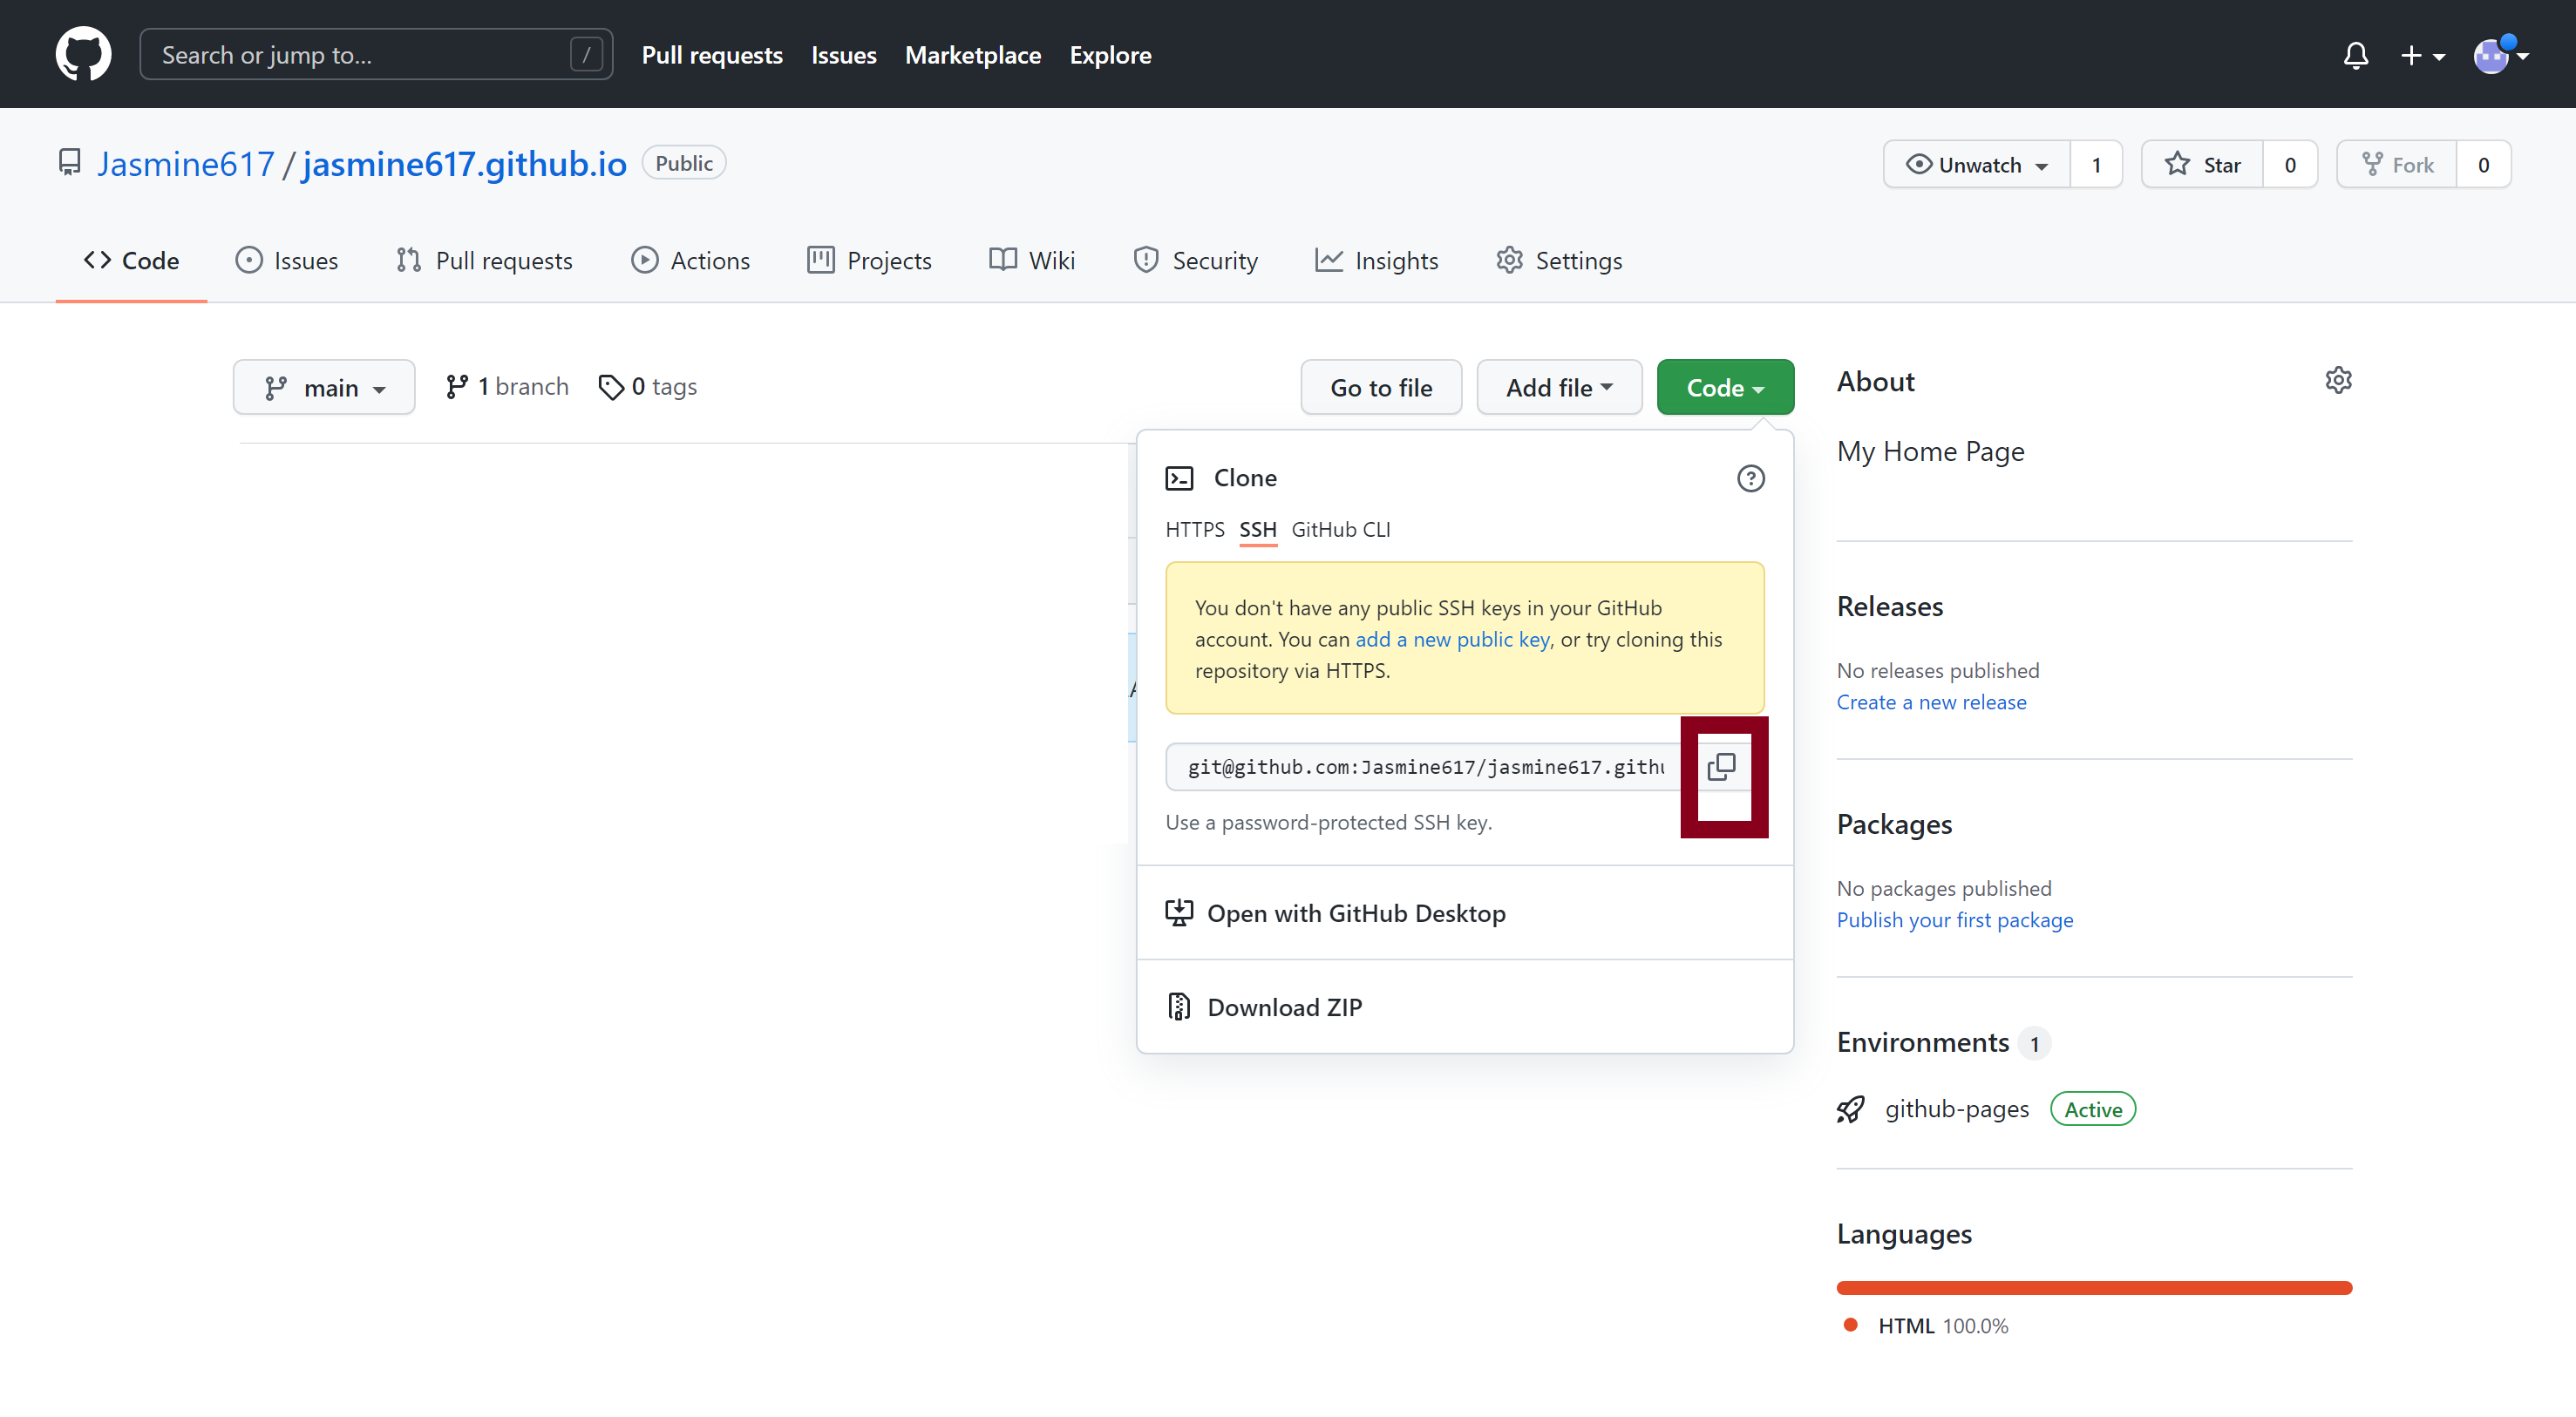 Search or jump to... /
Pull requests Issues Marketplace Explore
Jasmine617 / jasmine617.github.io Public
Unwatch 1 Star 0 Fork 0
Code Issues Pull requests Actions Projects Wiki Security Insights Settings
main 1 branch 0 tags
Go to file Add file Code
Clone
HTTPS SSH GitHub CLI
You don't have any public SSH keys in your GitHub
account. You can add a new public key, or try cloning this
repository via HTTPS.
git@github.com:Jasmine617/jasmine617.githu
Use a password-protected SSH key.
Open with GitHub Desktop
Download ZIP
About
My Home Page
Releases
No releases published
Create a new release
Packages
No packages published
Publish your first package
Environments 1
github-pages Active
Languages
HTML 100.0%